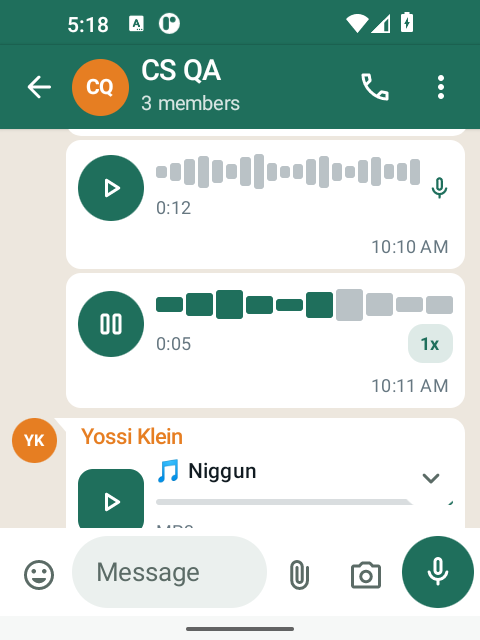 5:18
A
CQ
CS QA
3 members
0:12
10:10 AM
0:05
1x
10:11 AM
YK
Yossi Klein
🎵 Niggun
Message